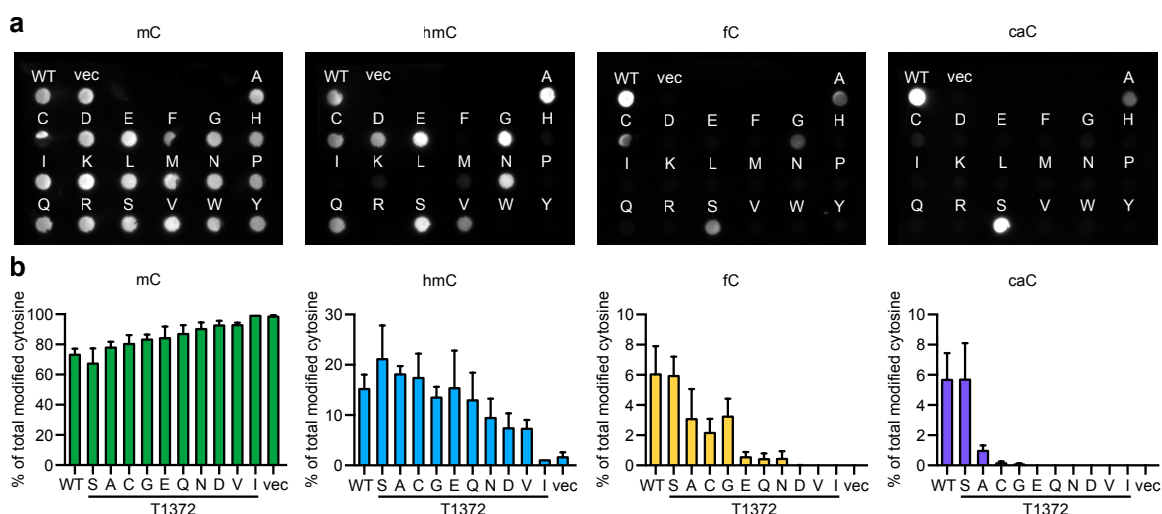 a
mC
hmC
fC
caC
WT vec A
C D E F G H
I K L M N P
Q R S V W Y
WT vec A
C D E F G H
I K L M N P
Q R S V W Y
WT vec A
C D E F G H
I K L M N P
Q R S V W Y
WT vec A
C D E F G H
I K L M N P
Q R S V W Y
b
mC
% of total modified cytosine
100
80
60
40
20
0
WT S A C G E Q N D V I vec
T1372
hmC
% of total modified cytosine
30
20
10
0
WT S A C G E Q N D V I vec
T1372
fC
% of total modified cytosine
10
8
6
4
2
0
WT S A C G E Q N D V I vec
T1372
caC
% of total modified cytosine
10
8
6
4
2
0
WT S A C G E Q N D V I vec
T1372